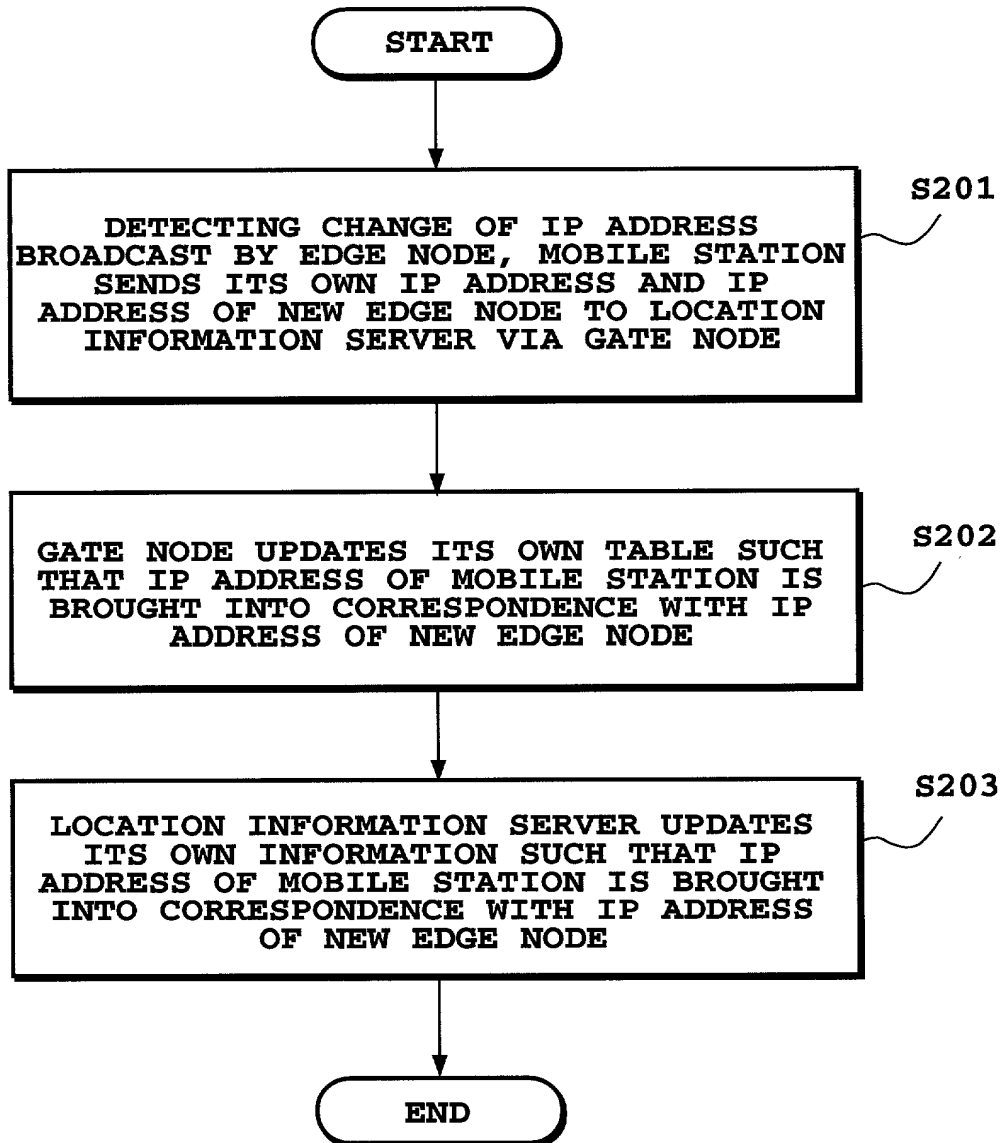 START
S201
DETECTING CHANGE OF IP ADDRESS
BROADCAST BY EDGE NODE, MOBILE STATION
SENDS ITS OWN IP ADDRESS AND IP
ADDRESS OF NEW EDGE NODE TO LOCATION
INFORMATION SERVER VIA GATE NODE
S202
GATE NODE UPDATES ITS OWN TABLE SUCH
THAT IP ADDRESS OF MOBILE STATION IS
BROUGHT INTO CORRESPONDENCE WITH IP
ADDRESS OF NEW EDGE NODE
S203
LOCATION INFORMATION SERVER UPDATES
ITS OWN INFORMATION SUCH THAT IP
ADDRESS OF MOBILE STATION IS BROUGHT
INTO CORRESPONDENCE WITH IP ADDRESS
OF NEW EDGE NODE
END